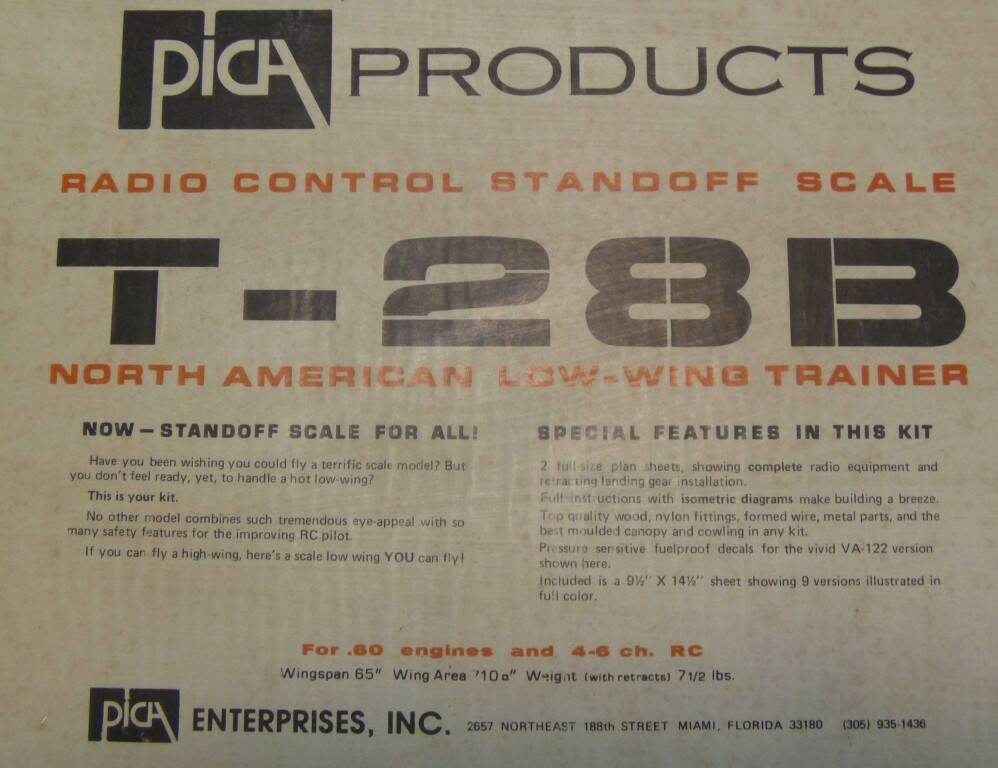 pica PRODUCTS
RADIO CONTROL STANDOFF SCALE
T-28B
NORTH AMERICAN LOW-WING TRAINER
NOW – STANDOFF SCALE FOR ALL!
Have you been wishing you could fly a terrific scale model? But
you don't feel ready, yet, to handle a hot low-wing?
This is your kit.
No other model combines such tremendous eye-appeal with so
many safety features for the improving RC pilot.
If you can fly a high-wing, here's a scale low wing YOU can fly!
SPECIAL FEATURES IN THIS KIT
2 full-size plan sheets, showing complete radio equipment and
retracting landing gear installation.
Full instructions with isometric diagrams make building a breeze.
Top quality wood, nylon fittings, formed wire, metal parts, and the
best moulded canopy and cowling in any kit.
Pressure sensitive fuelproof decals for the vivid VA-122 version
shown here.
Included is a 9½" X 14½" sheet showing 9 versions illustrated in
full color.
For .60 engines and 4-6 ch. RC
Wingspan 65" Wing Area Weight (with retracts) 7 1/2 lbs.
pica ENTERPRISES, INC. 2657 NORTHEAST 188th STREET MIAMI, FLORIDA 33180 (305) 935-1436